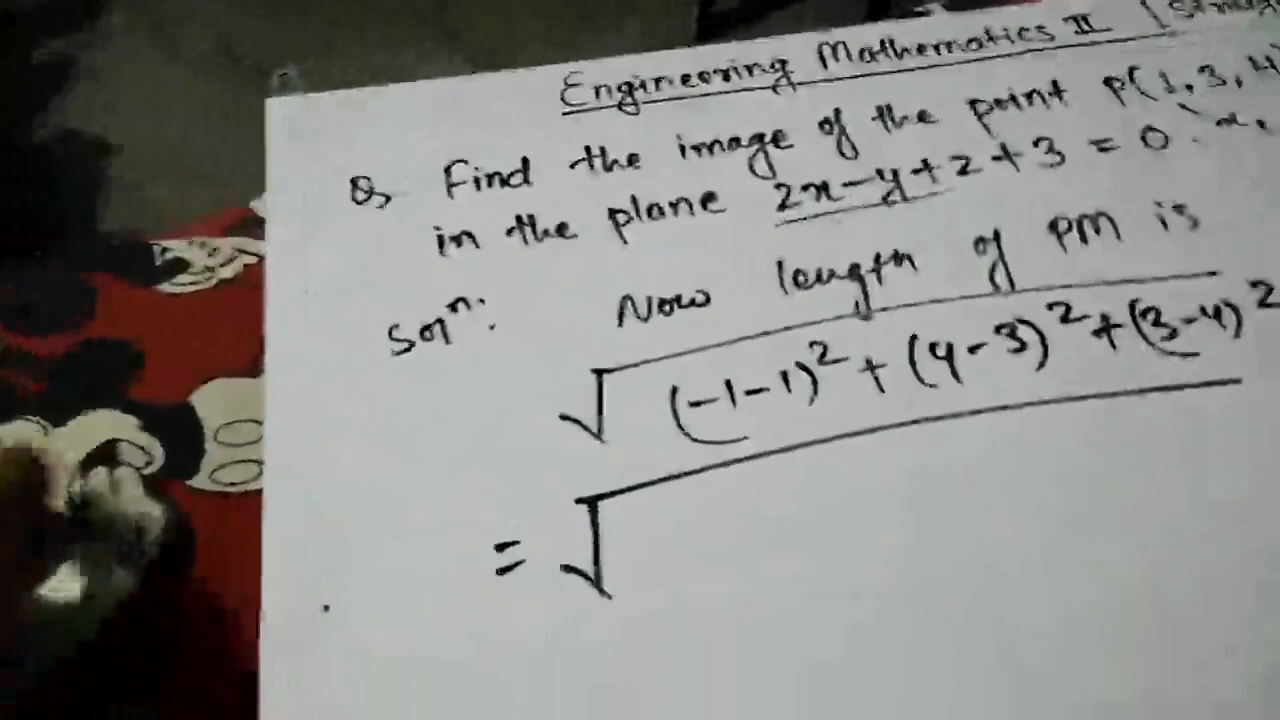 Engineering Mathematics II
Q Find the image of the point P(1, 3, 4
in the plane 2x-y+z+3 = 0
Solⁿ: Now length of PM is
√(-1-1)² + (4-3)² + (3-4)²
= √